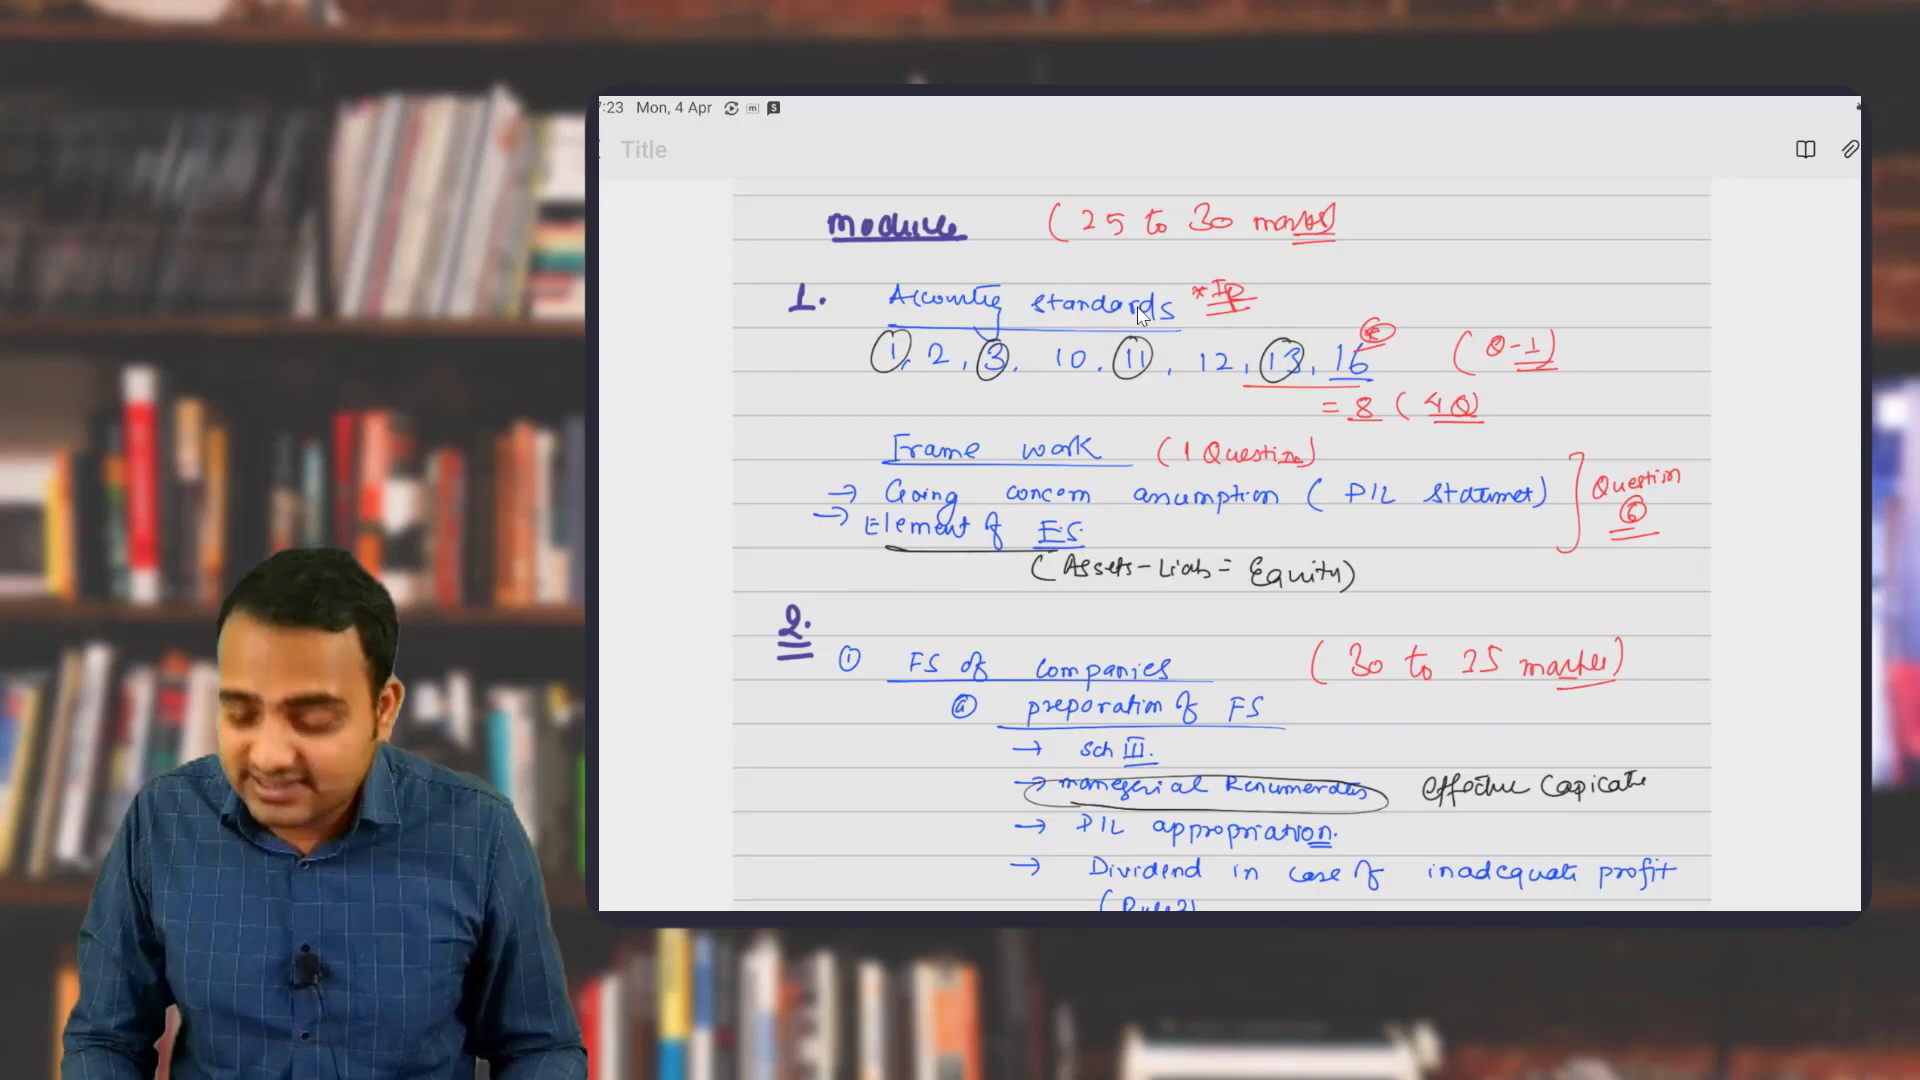 7:23 Mon, 4 Apr
Title
Module (25 to 30 marks)
1. Accounting standards *IP
1, 2, 3, 10, 11, 12, 13, 16 (Q-1)
= 8 (4Q)
Frame work (1 Question)
→ Going concern assumption (P/L statement)
→ Element of FS. Question 6
(Assets - Liab = Equity)
2.
① FS of companies (30 to 35 marks)
ⓐ preparation of FS
→ Sch III.
→ managerial Renumeration effective Capital
→ P/L appropriation.
→ Dividend in case of inadequate profit